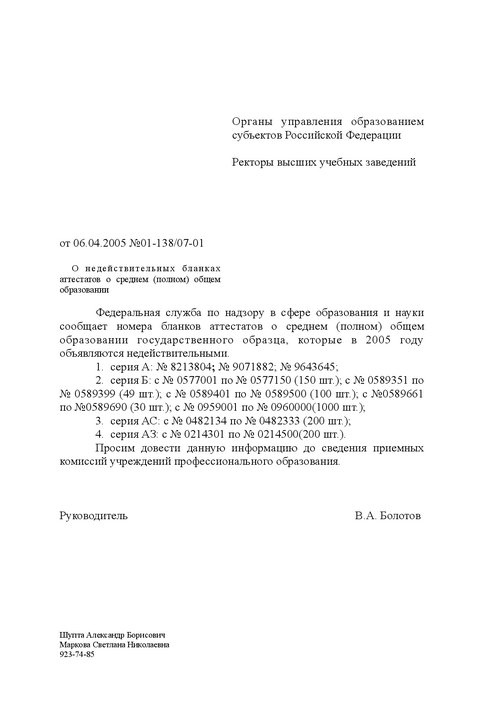 Органы управления образованием
субъектов Российской Федерации
Ректоры высших учебных заведений
от 06.04.2005 №01-138/07-01
О недействительных бланках
аттестатов о среднем (полном) общем
образовании
Федеральная служба по надзору в сфере образования и науки
сообщает номера бланков аттестатов о среднем (полном) общем
образовании государственного образца, которые в 2005 году
объявляются недействительными.
1. серия А: № 8213804; № 9071882; № 9643645;
2. серия Б: с № 0577001 по № 0577150 (150 шт.); с № 0589351 по
№ 0589399 (49 шт.); с № 0589401 по № 0589500 (100 шт.); с №0589661
по №0589690 (30 шт.); с № 0959001 по № 0960000(1000 шт.);
3. серия АС: с № 0482134 по № 0482333 (200 шт.);
4. серия АЗ: с № 0214301 по № 0214500(200 шт.).
Просим довести данную информацию до сведения приемных
комиссий учреждений профессионального образования.
Руководитель В.А. Болотов
Шупта Александр Борисович
Маркова Светлана Николаевна
923-74-85